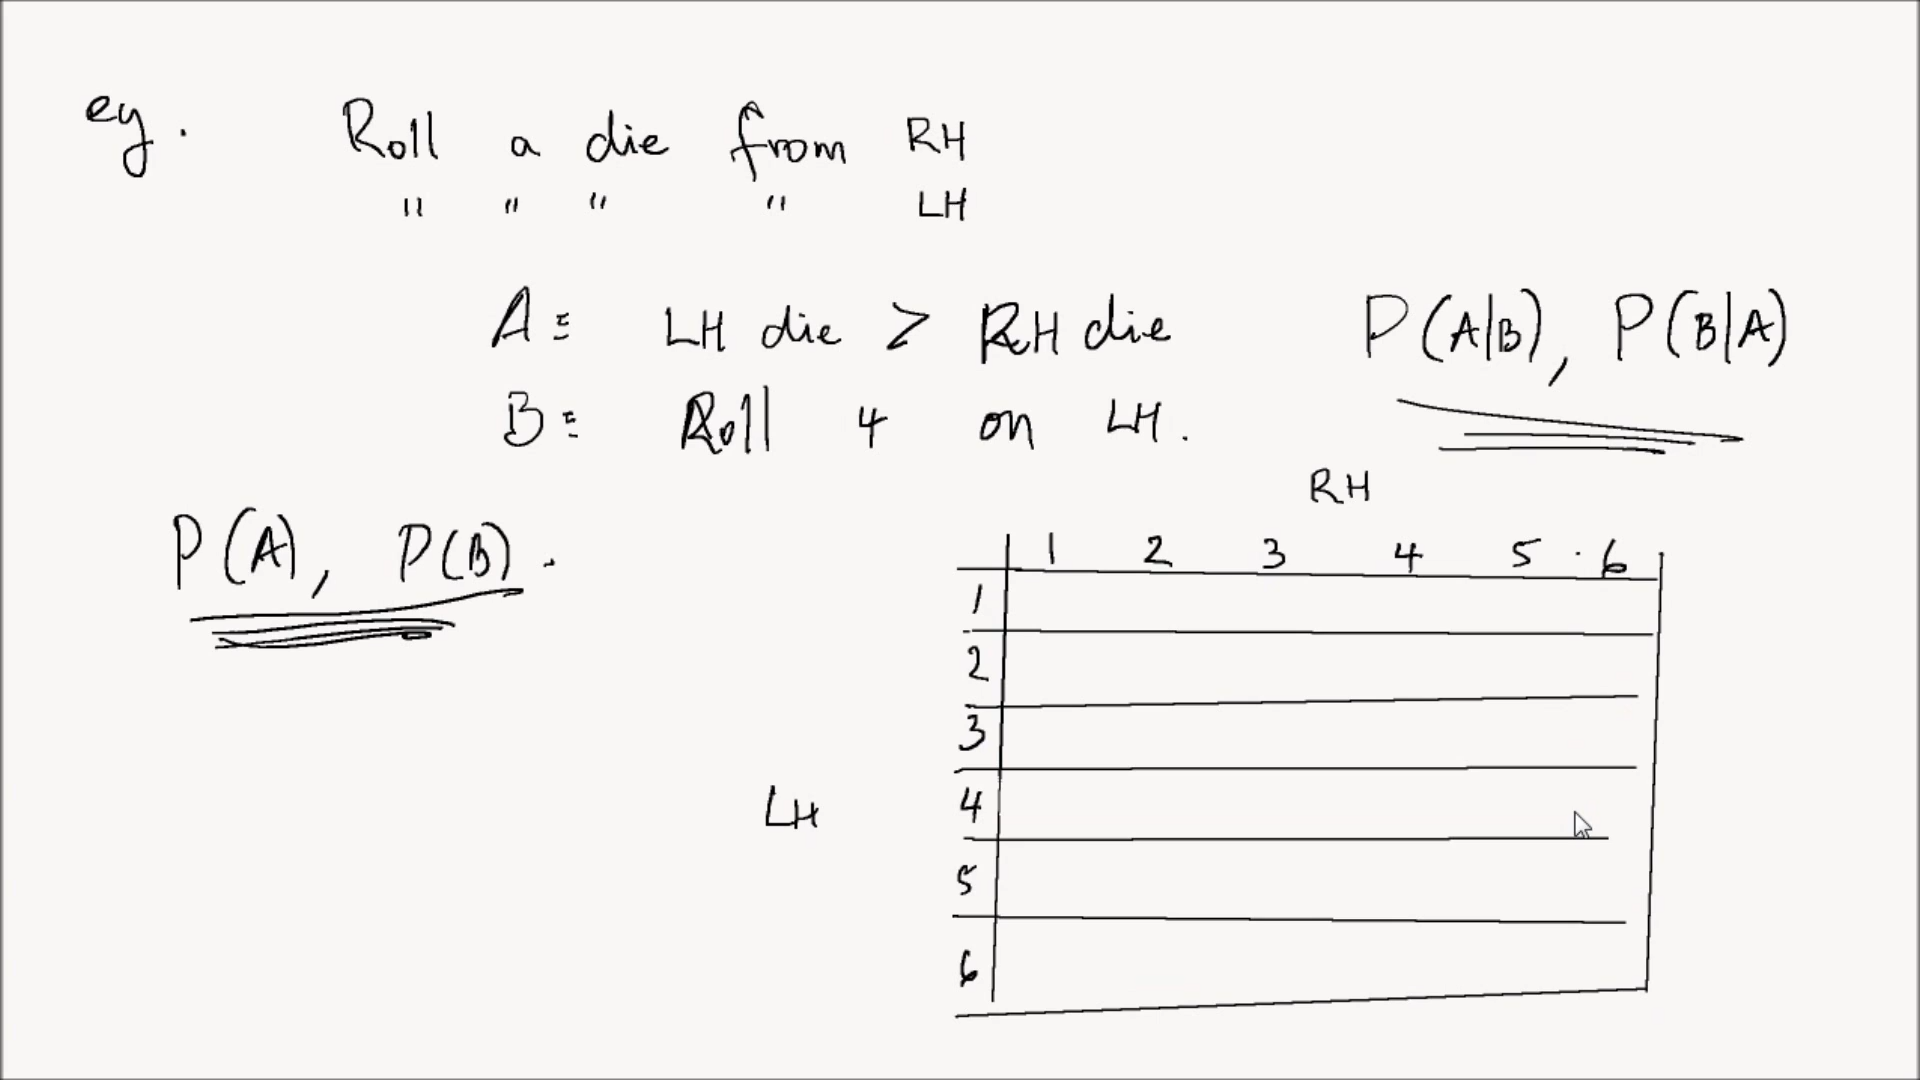 eg. Roll a die from RH
" " " " LH
A ≡ LH die > RH die P(A|B), P(B|A)
B ≡ Roll 4 on LH.
P(A), P(B).
RH
1 2 3 4 5 6
1
2
3
LH 4
5
6